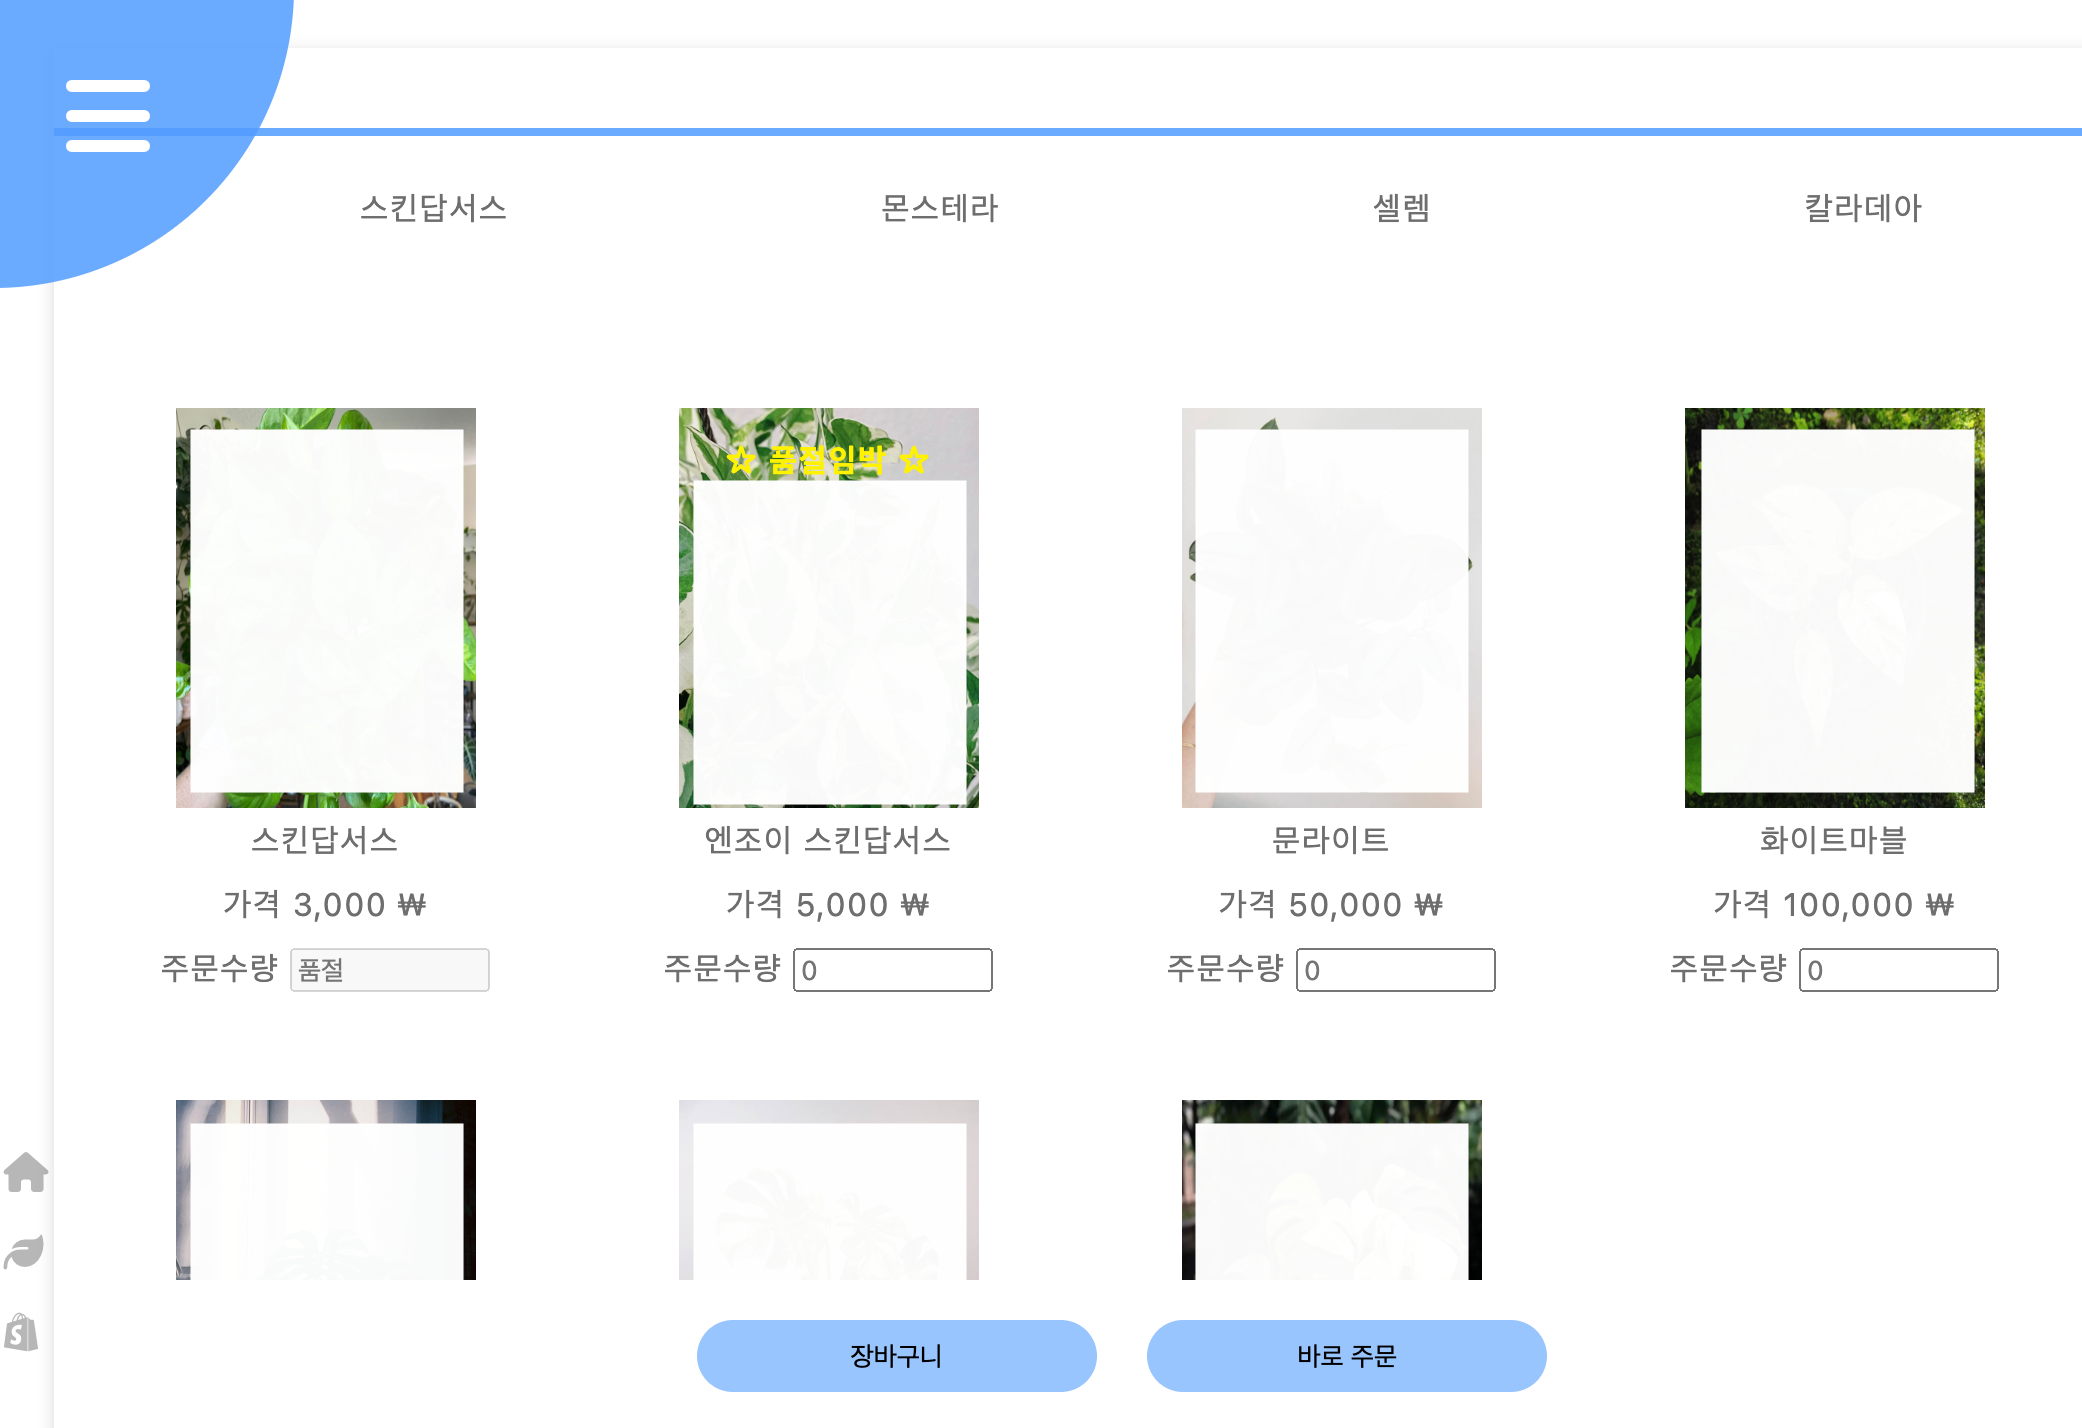 스킨답서스 몬스테라 셀렘 칼라데아
☆ 품절임박 ☆
스킨답서스 엔조이 스킨답서스 문라이트 화이트마블
가격 3,000 ₩ 가격 5,000 ₩ 가격 50,000 ₩ 가격 100,000 ₩
주문수량 품절 주문수량 0 주문수량 0 주문수량 0
장바구니 바로 주문